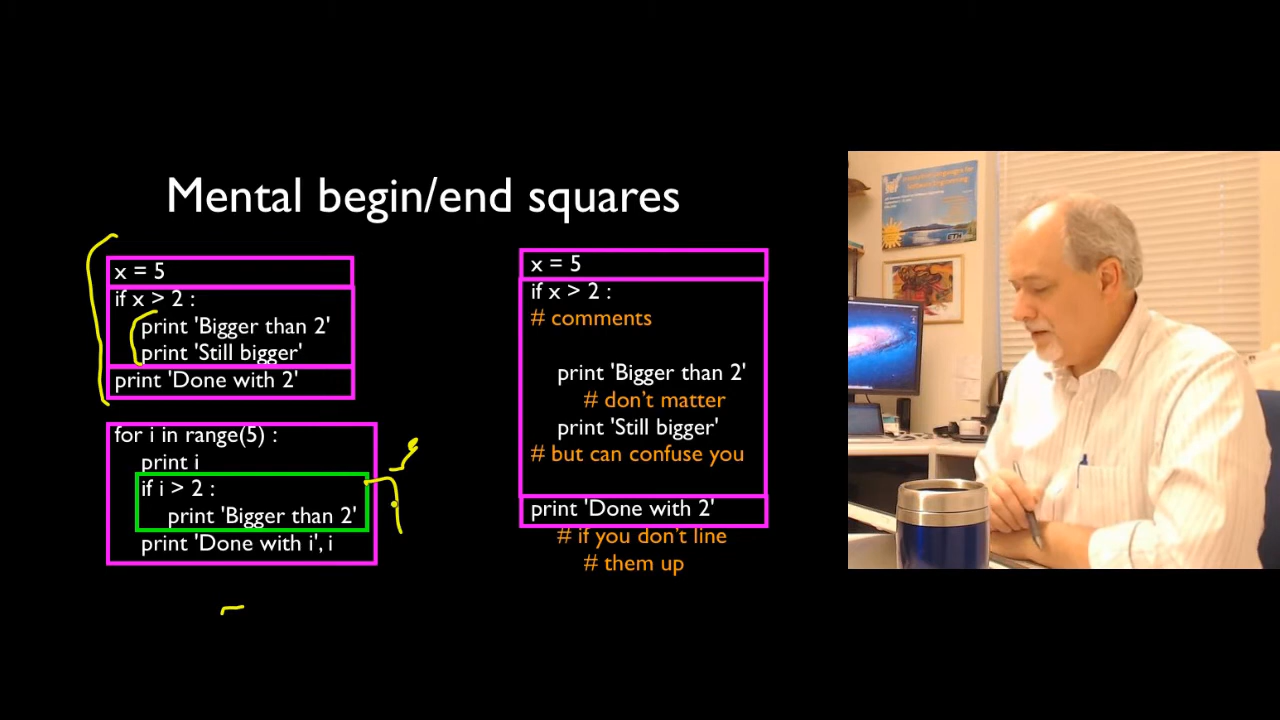 Mental begin/end squares
x = 5
if x > 2 :
print 'Bigger than 2'
print 'Still bigger'
print 'Done with 2'
for i in range(5) :
print i
if i > 2 :
print 'Bigger than 2'
print 'Done with i', i
x = 5
if x > 2 :
# comments
print 'Bigger than 2'
# don't matter
print 'Still bigger'
# but can confuse you
print 'Done with 2'
# if you don't line
# them up